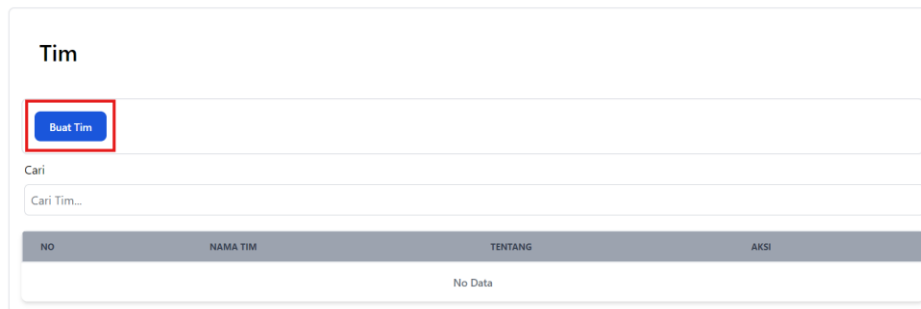 Tim
Buat Tim
Cari
Cari Tim...
NO NAMA TIM TENTANG AKSI
No Data